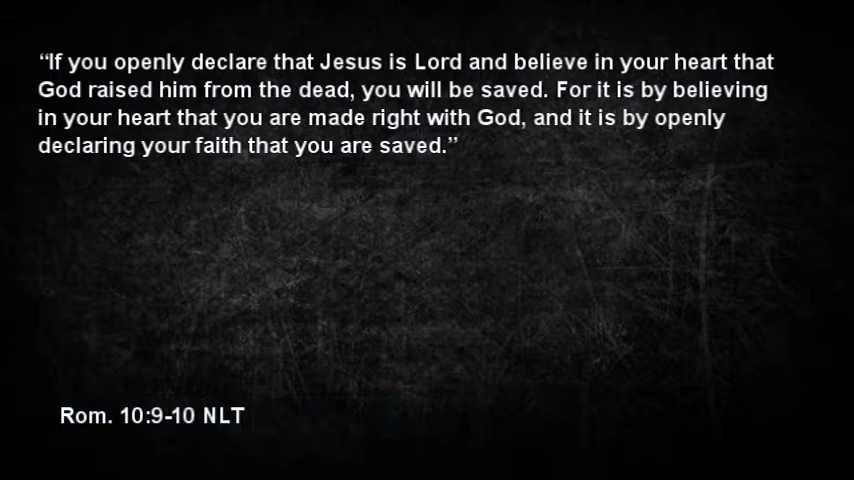 “If you openly declare that Jesus is Lord and believe in your heart that
God raised him from the dead, you will be saved. For it is by believing
in your heart that you are made right with God, and it is by openly
declaring your faith that you are saved.”
Rom. 10:9-10 NLT